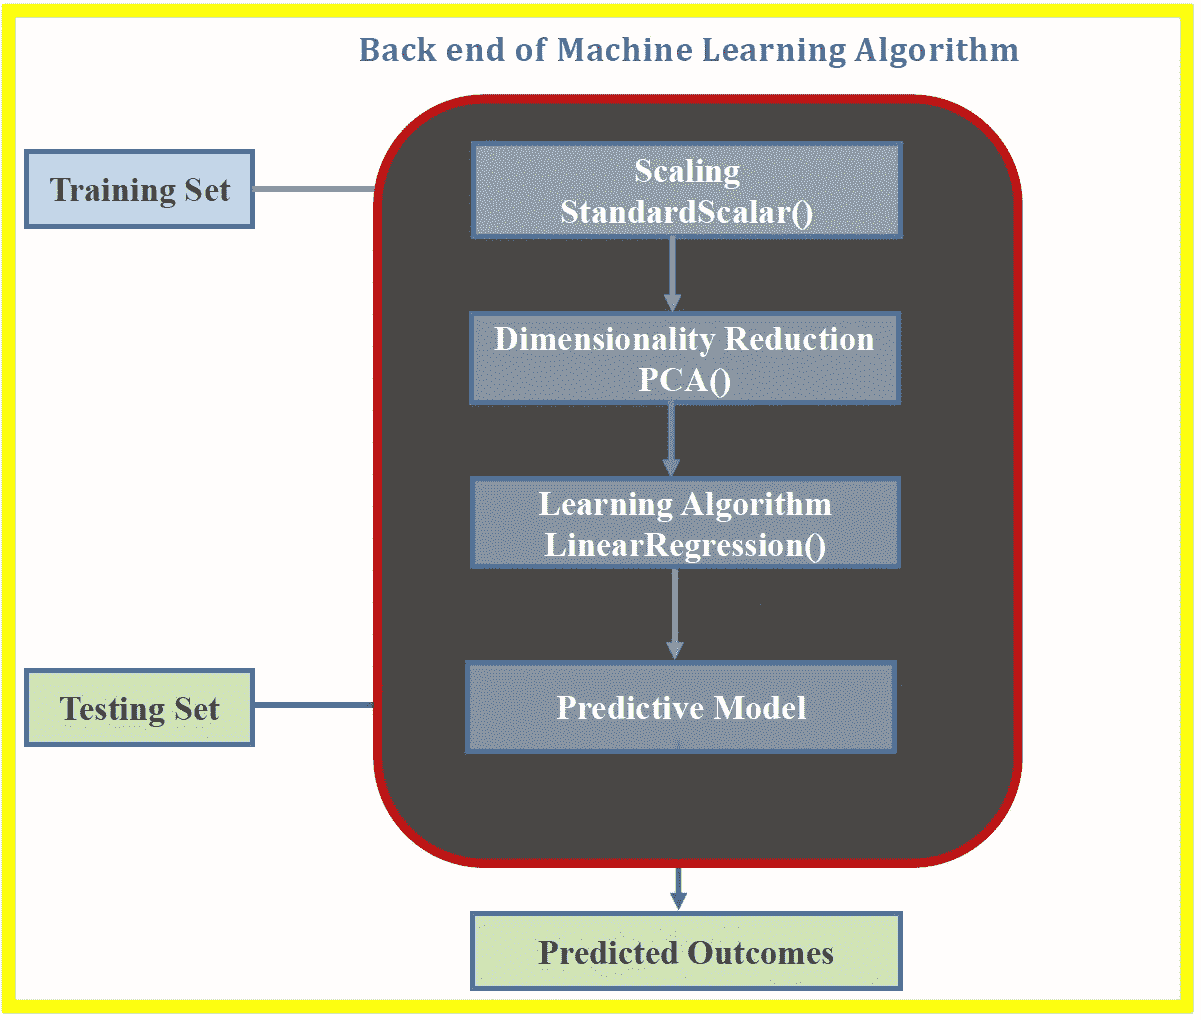 Back end of Machine Learning Algorithm
Training Set
Scaling
StandardScalar()
Dimensionality Reduction
PCA()
Learning Algorithm
LinearRegression()
Testing Set
Predictive Model
Predicted Outcomes